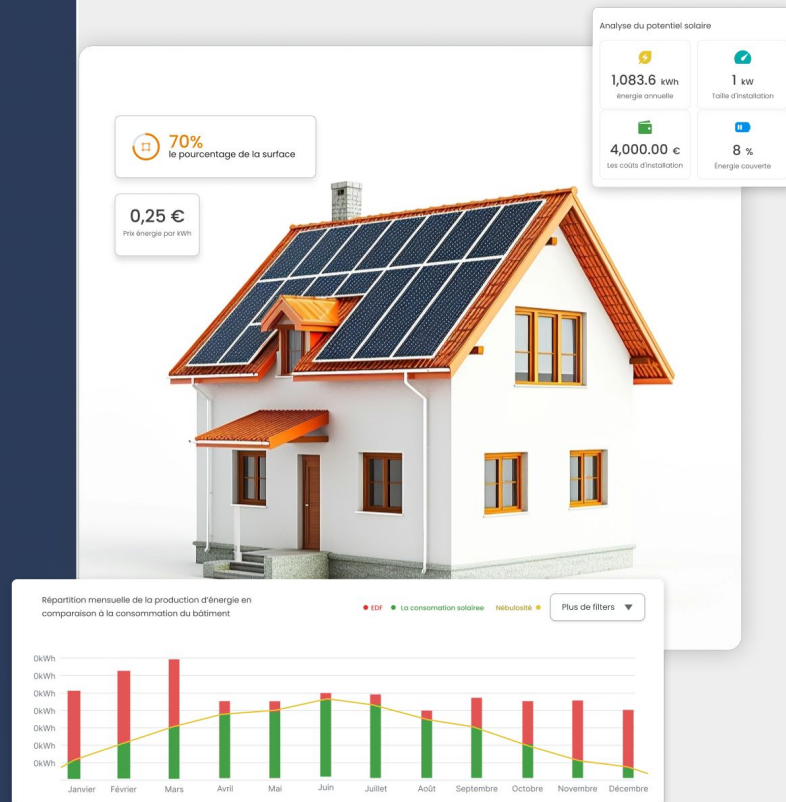 Analyse du potentiel solaire
1,083.6 kWh
énergie annuelle
1 kW
Taille d'installation
4,000.00 €
Les coûts d'installation
8 %
Énergie couverte
70%
le pourcentage de la surface
0,25 €
Prix énergie par kWh
Répartition mensuelle de la production d'énergie en
comparaison à la consommation du bâtiment
EDF
La consomation solairee
Nébulosité
Plus de filters
0kWh
0kWh
0kWh
0kWh
0kWh
0kWh
0kWh
Janvier Février Mars Avril Mai Juin Juillet Août Septembre Octobre Novembre Décembre